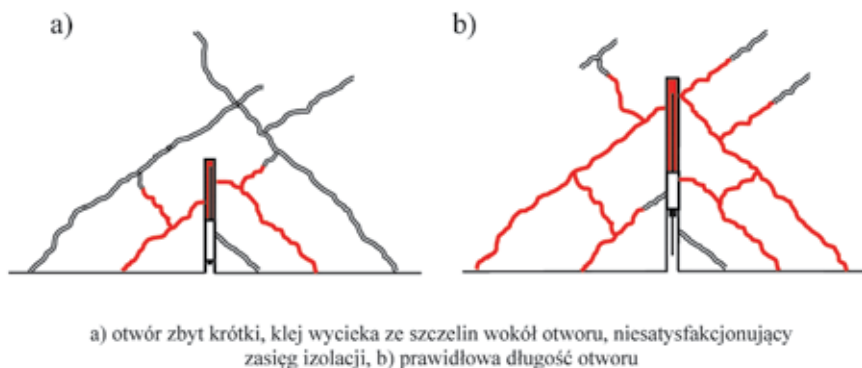 a)
b)
a) otwór zbyt krótki, klej wycieka ze szczelin wokół otworu, niesatysfakcjonujący
zasięg izolacji, b) prawidłowa długość otworu